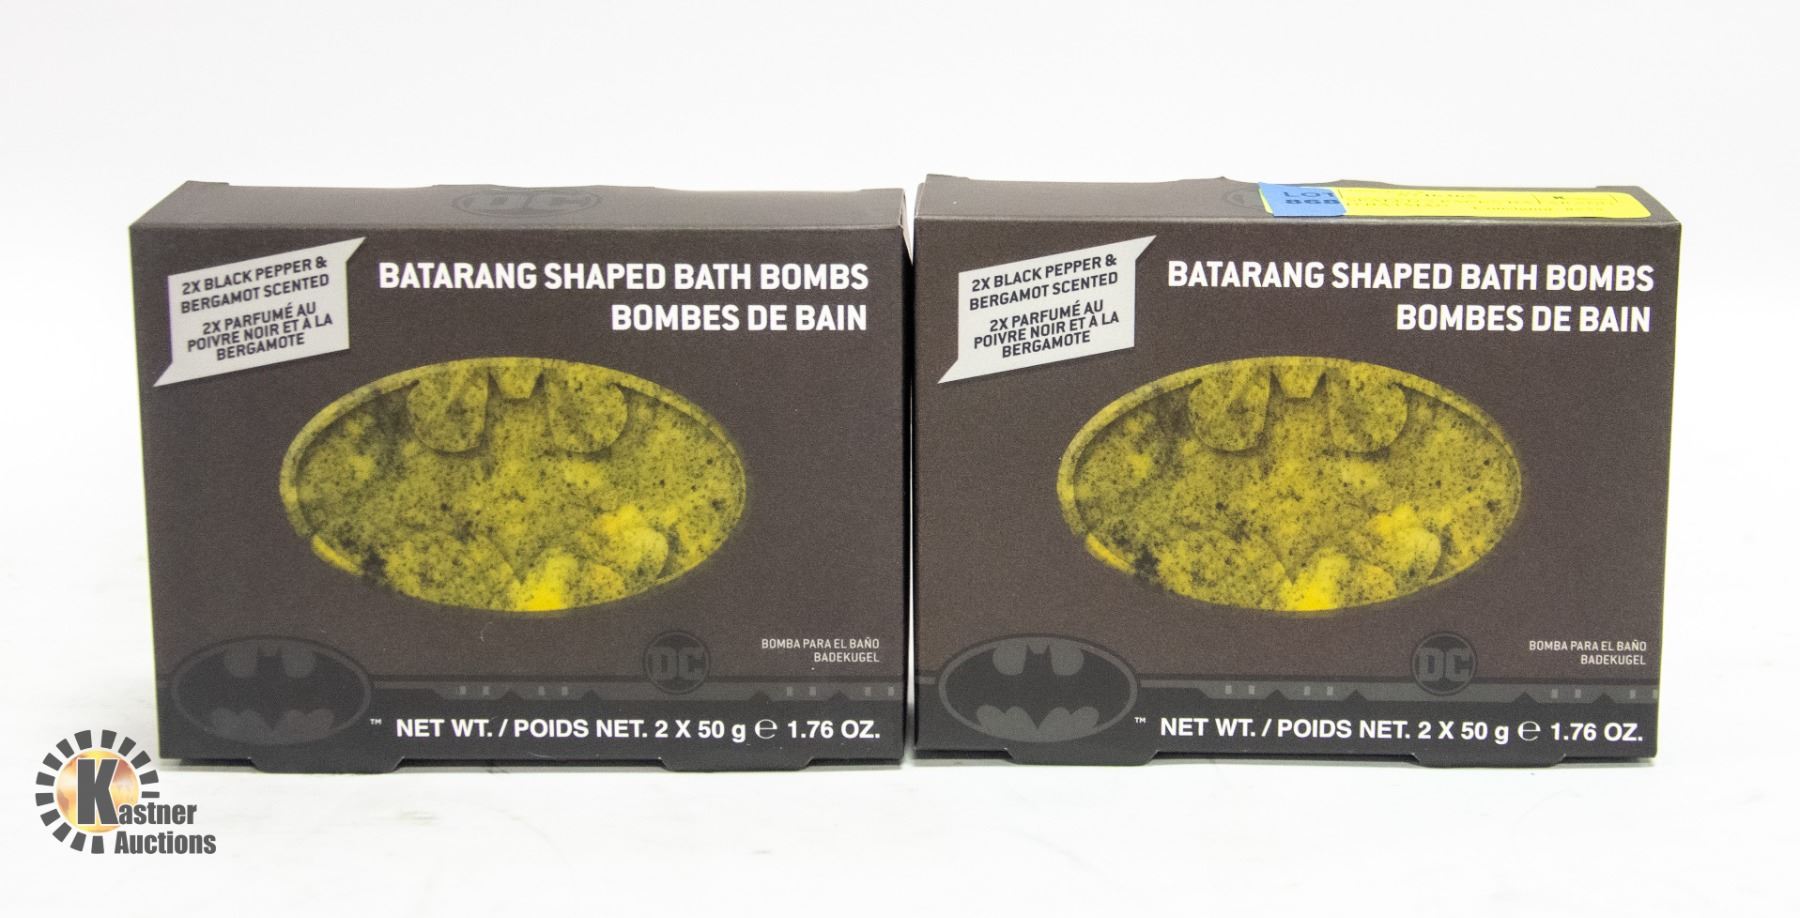 DC
2X BLACK PEPPER &
BERGAMOT SCENTED
2X PARFUMÉ AU
POIVRE NOIR ET À LA
BERGAMOTE
BATARANG SHAPED BATH BOMBS
BOMBES DE BAIN
DC
BOMBA PARA EL BAÑO
BADEKUGEL
™ NET WT. / POIDS NET. 2 X 50 g ℮ 1.76 OZ.
LOT
868
2X BLACK PEPPER &
BERGAMOT SCENTED
2X PARFUMÉ AU
POIVRE NOIR ET À LA
BERGAMOTE
BATARANG SHAPED BATH BOMBS
BOMBES DE BAIN
DC
BOMBA PARA EL BAÑO
BADEKUGEL
™ NET WT. / POIDS NET. 2 X 50 g ℮ 1.76 OZ.
Kastner
Auctions